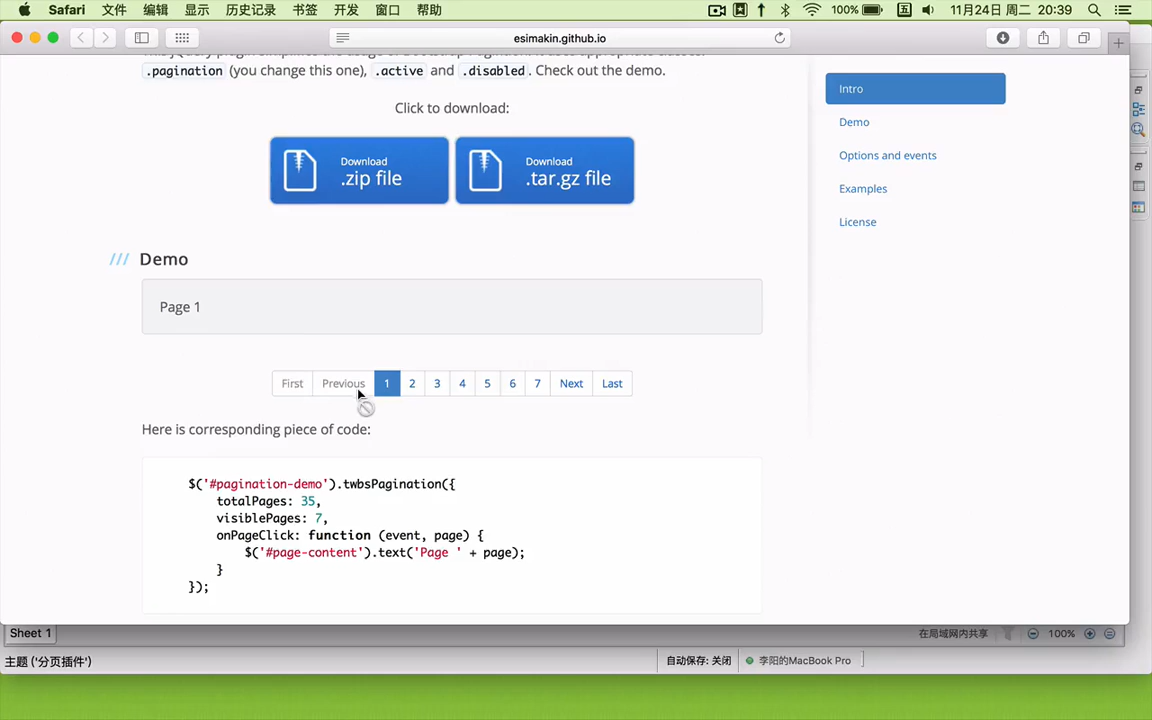 Safari 文件 编辑 显示 历史记录 书签 开发 窗口 帮助 100% 五 11月24日 周二 20:39
esimakin.github.io
.pagination (you change this one), .active and .disabled. Check out the demo.
Click to download:
Download
.zip file
Download
.tar.gz file
Demo
Page 1
First Previous 1 2 3 4 5 6 7 Next Last
Here is corresponding piece of code:
$('#pagination-demo').twbsPagination({
totalPages: 35,
visiblePages: 7,
onPageClick: function (event, page) {
$('#page-content').text('Page ' + page);
}
});
Intro
Demo
Options and events
Examples
License
Sheet 1
在局域网内共享 100%
主题 ('分页插件')
自动保存: 关闭 李阳的MacBook Pro